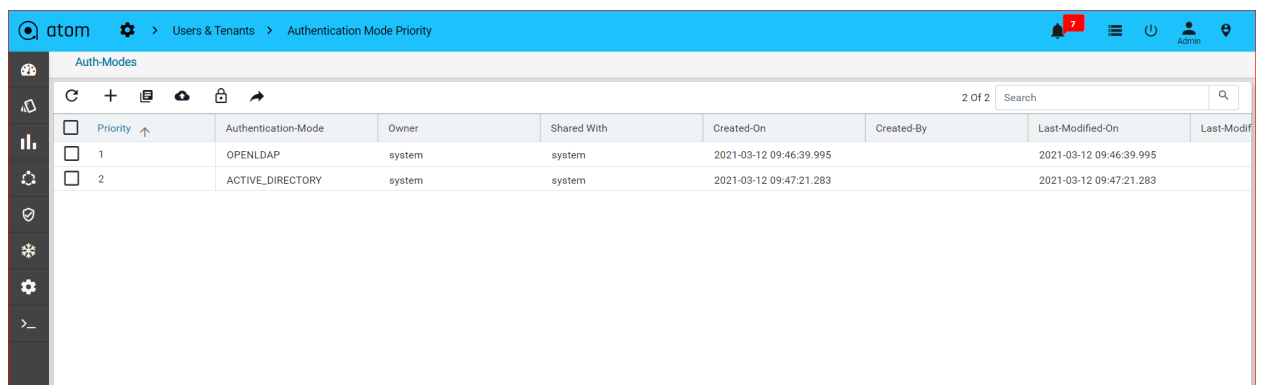 atom > Users & Tenants > Authentication Mode Priority 7 Admin
Auth-Modes
2 Of 2 Search
Priority Authentication-Mode Owner Shared With Created-On Created-By Last-Modified-On Last-Modif
1 OPENLDAP system system 2021-03-12 09:46:39.995 2021-03-12 09:46:39.995
2 ACTIVE_DIRECTORY system system 2021-03-12 09:47:21.283 2021-03-12 09:47:21.283